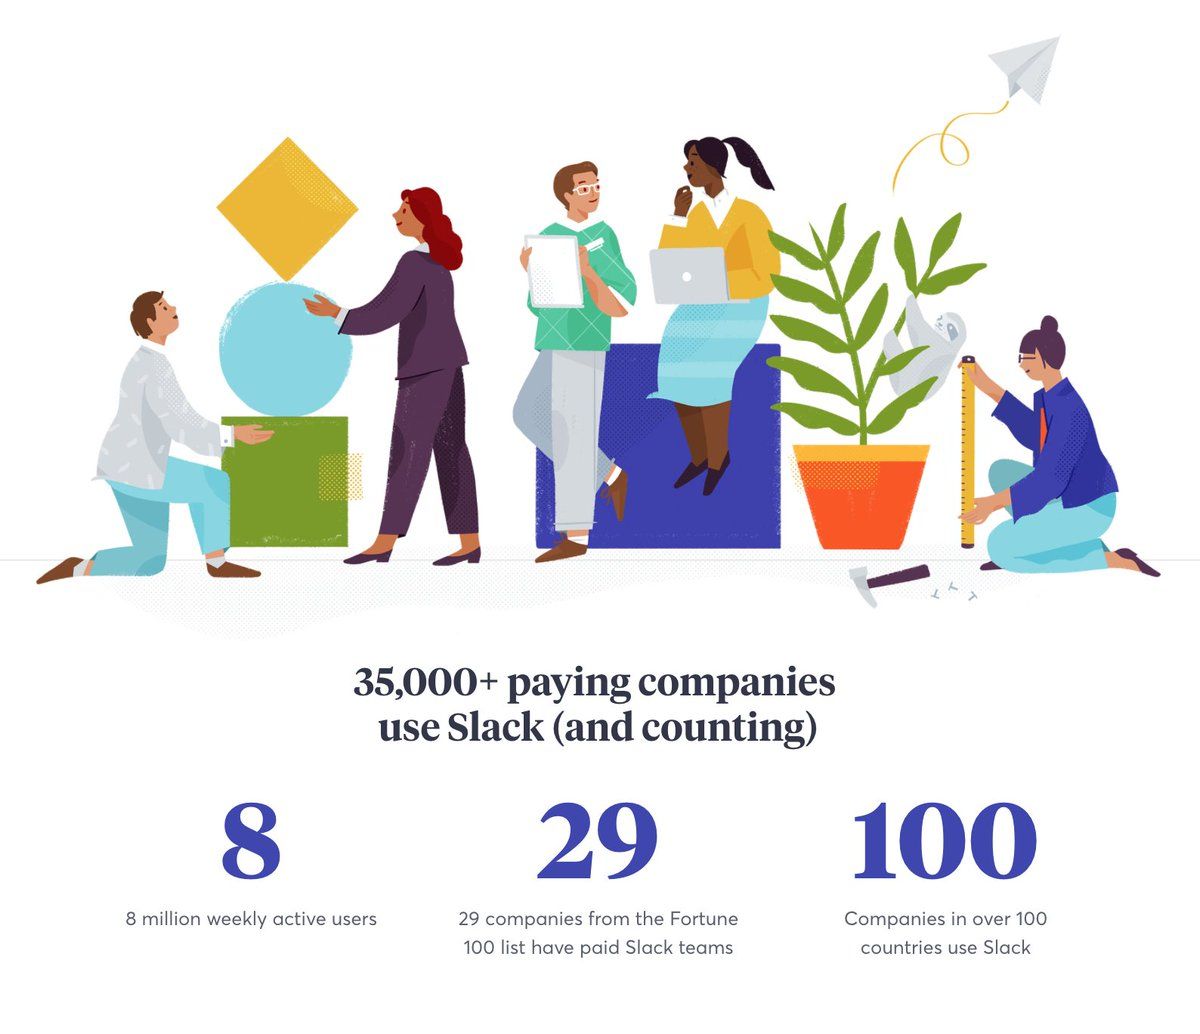 35,000+ paying companies
use Slack (and counting)
8
29
100
8 million weekly active users
29 companies from the Fortune
100 list have paid Slack teams
Companies in over 100
countries use Slack